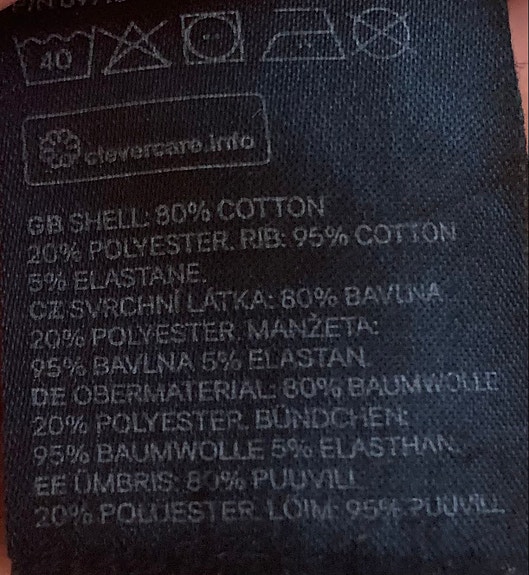 40
clevercare.info
GB SHELL: 80% COTTON
20% POLYESTER. RIB: 95% COTTON
5% ELASTANE.
CZ SVRCHNÍ LÁTKA: 80% BAVLNA
20% POLYESTER. MANŽETA:
95% BAVLNA 5% ELASTAN.
DE OBERMATERIAL: 80% BAUMWOLLE
20% POLYESTER. BÜNDCHEN:
95% BAUMWOLLE 5% ELASTHAN.
EE ÜMBRIS: 80% PUUVILL
20% POLÜESTER. LÕIM: 95% PUUVILL